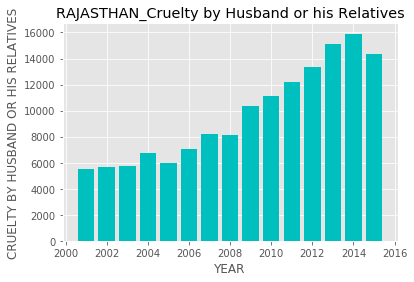 RAJASTHAN_Cruelty by Husband or his Relatives
CRUELTY BY HUSBAND OR HIS RELATIVES
16000
14000
12000
10000
8000
6000
4000
2000
0
2000 2002 2004 2006 2008 2010 2012 2014 2016
YEAR